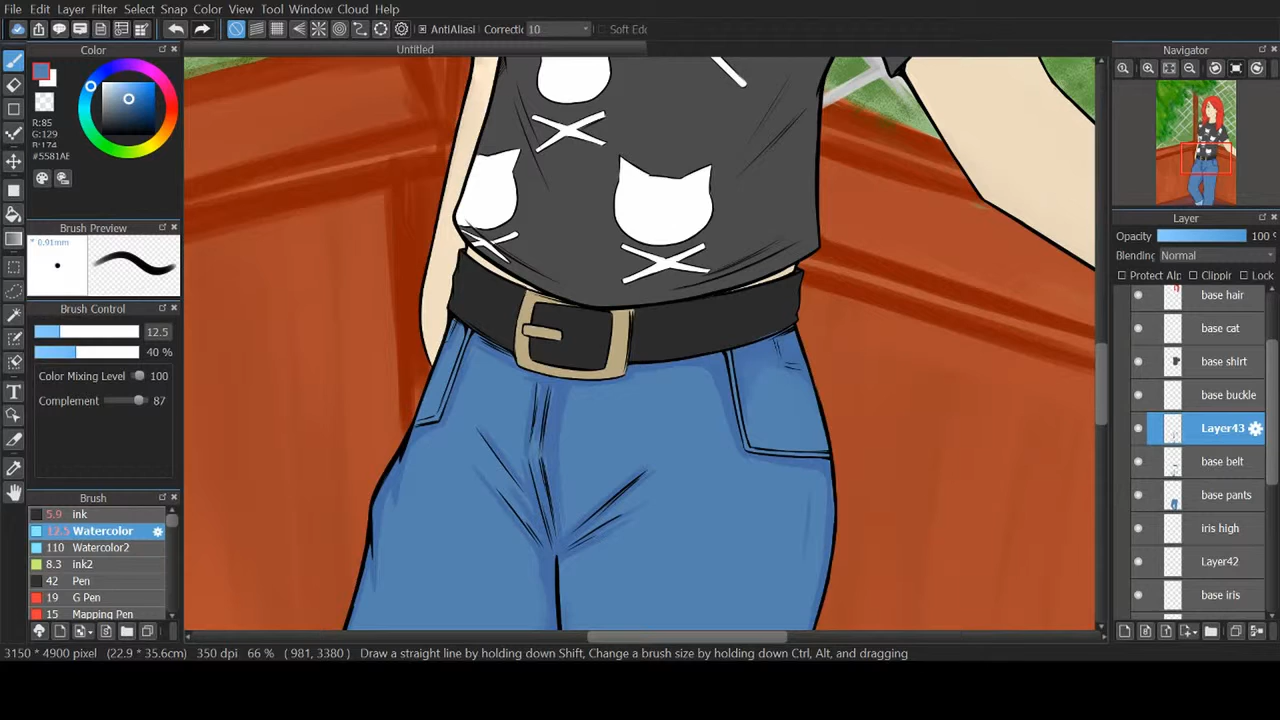 File Edit View Layer Filter Select Snap Color View Tool Window Cloud Help
AntiAliasi Correctic 10 Soft Edg
Untitled
Color
R:85
G:129
B:174
#5581AE
Brush Preview
* 0.91mm
Brush Control
12.5
40 %
Color Mixing Level 100
Complement 87
Brush
5.9 ink
12.5 Watercolor
110 Watercolor2
8.3 ink2
42 Pen
19 G Pen
15 Mapping Pen
Navigator
Layer
Opacity 100
Blending Normal
Protect Alp Clippin Lock
base hair
base cat
base shirt
base buckle
Layer43
base belt
base pants
iris high
Layer42
base iris
3150 * 4900 pixel (22.9 * 35.6cm) 350 dpi 66 % ( 981, 3380) Draw a straight line by holding down Shift, Change a brush size by holding down Ctrl, Alt, and dragging